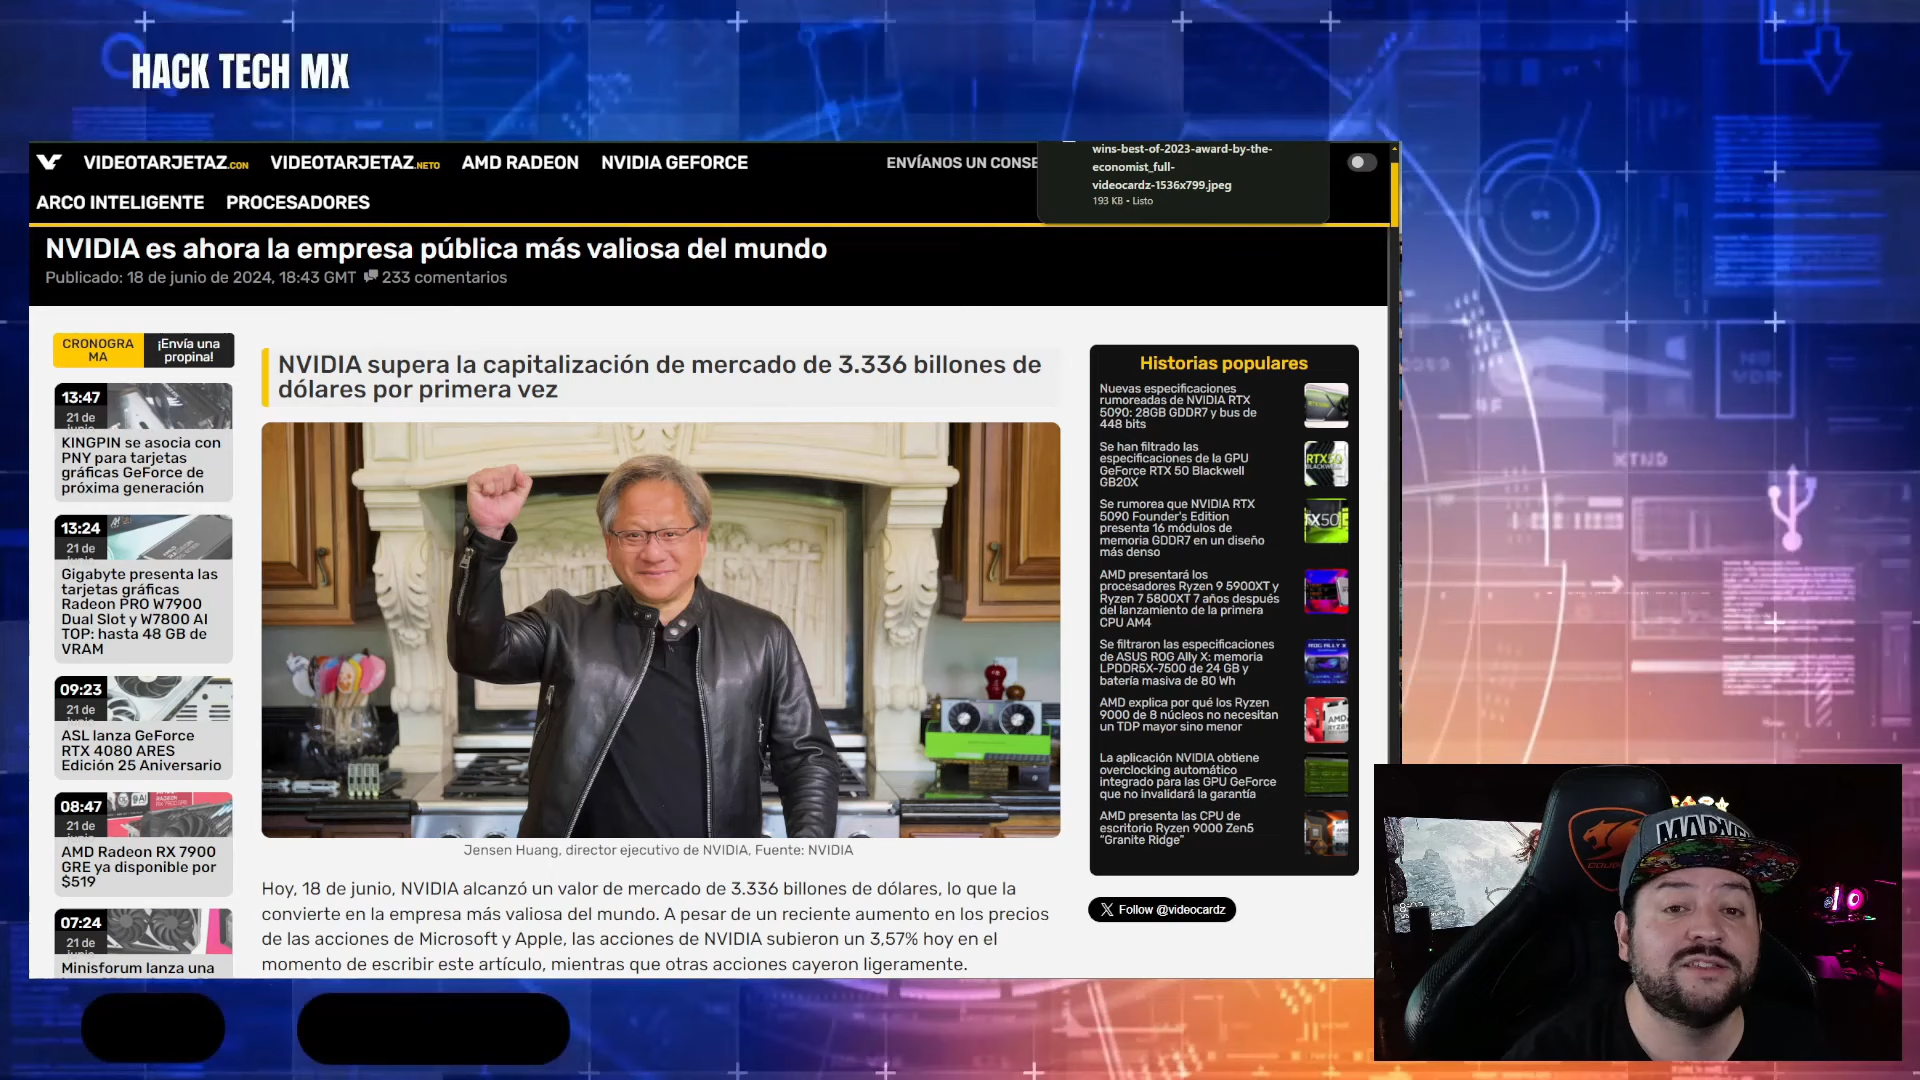 HACK TECH MX
VIDEOTARJETAZ.CON VIDEOTARJETAZ.NETO AMD RADEON NVIDIA GEFORCE ENVÍANOS UN CONSE
ARCO INTELIGENTE PROCESADORES
wins-best-of-2023-award-by-the-
economist_full-
videocardz-1536x799.jpeg
193 KB • Listo
NVIDIA es ahora la empresa pública más valiosa del mundo
Publicado: 18 de junio de 2024, 18:43 GMT 233 comentarios
CRONOGRA
MA
¡Envía una
propina!
13:47
21 de
junio
KINGPIN se asocia con
PNY para tarjetas
gráficas GeForce de
próxima generación
13:24
21 de
junio
Gigabyte presenta las
tarjetas gráficas
Radeon PRO W7900
Dual Slot y W7800 AI
TOP: hasta 48 GB de
VRAM
09:23
21 de
junio
ASL lanza GeForce
RTX 4080 ARES
Edición 25 Aniversario
08:47
21 de
junio
AMD Radeon RX 7900
GRE ya disponible por
$519
07:24
21 de
junio
Minisforum lanza una
NVIDIA supera la capitalización de mercado de 3.336 billones de
dólares por primera vez
Jensen Huang, director ejecutivo de NVIDIA, Fuente: NVIDIA
Hoy, 18 de junio, NVIDIA alcanzó un valor de mercado de 3.336 billones de dólares, lo que la
convierte en la empresa más valiosa del mundo. A pesar de un reciente aumento en los precios
de las acciones de Microsoft y Apple, las acciones de NVIDIA subieron un 3,57% hoy en el
momento de escribir este artículo, mientras que otras acciones cayeron ligeramente.
Historias populares
Nuevas especificaciones
rumoreadas de NVIDIA RTX
5090: 28GB GDDR7 y bus de
448 bits
Se han filtrado las
especificaciones de la GPU
GeForce RTX 50 Blackwell
GB20X
Se rumorea que NVIDIA RTX
5090 Founder's Edition
presenta 16 módulos de
memoria GDDR7 en un diseño
más denso
AMD presentará los
procesadores Ryzen 9 5900XT y
Ryzen 7 5800XT 7 años después
del lanzamiento de la primera
CPU AM4
Se filtraron las especificaciones
de ASUS ROG Ally X: memoria
LPDDR5X-7500 de 24 GB y
batería masiva de 80 Wh
AMD explica por qué los Ryzen
9000 de 8 núcleos no necesitan
un TDP mayor sino menor
La aplicación NVIDIA obtiene
overclocking automático
integrado para las GPU GeForce
que no invalidará la garantía
AMD presenta las CPU de
escritorio Ryzen 9000 Zen5
“Granite Ridge”
Follow @videocardz
COUGAR
MARVEL